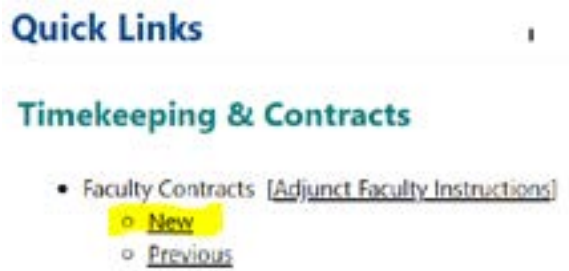 Quick Links
Timekeeping & Contracts
• Faculty Contracts [Adjunct Faculty Instructions]
○ New
○ Previous